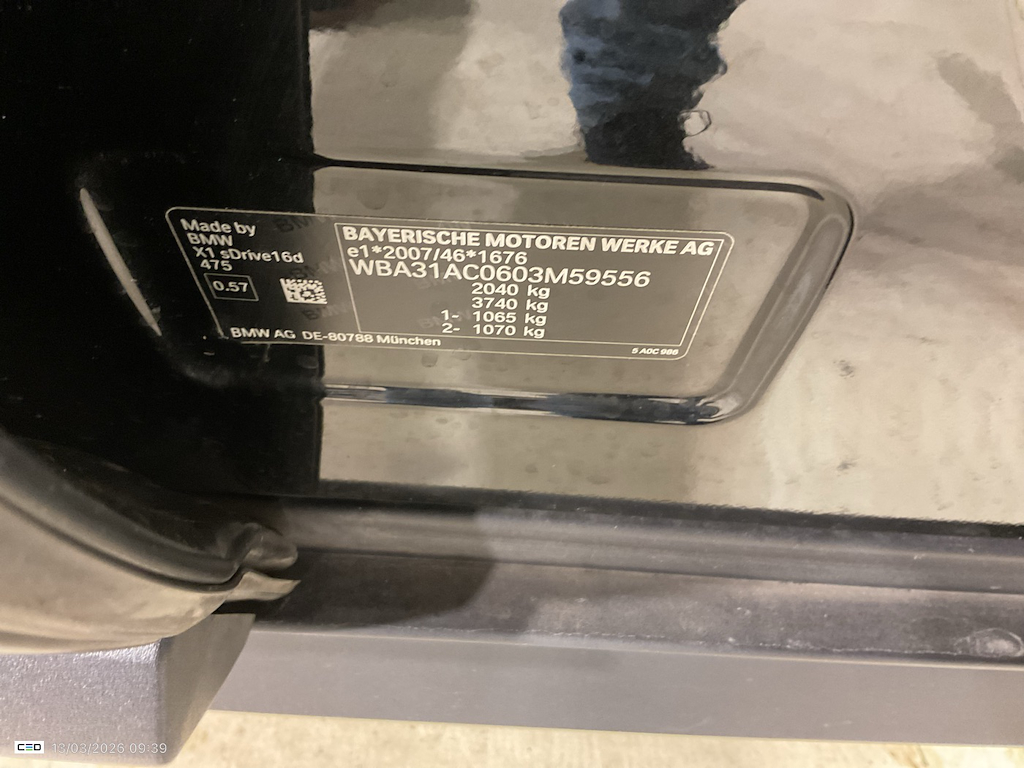 Made by
BMW
X1 sDrive16d
475
0.57
BAYERISCHE MOTOREN WERKE AG
e1*2007/46*1676
WBA31AC0603M59556
2040 kg
3740 kg
1- 1065 kg
2- 1070 kg
BMW AG DE-80788 München
5 A0C 986
CEO 13/03/2026 09:39